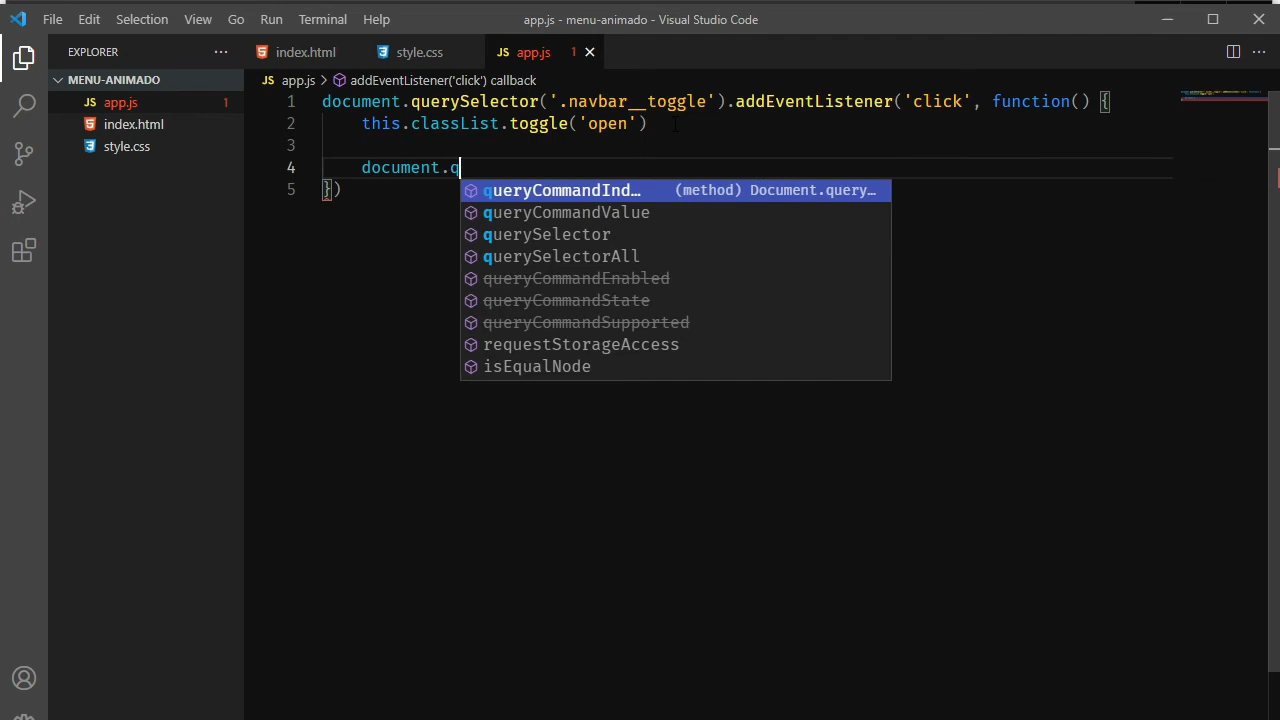 File Edit Selection View Go Run Terminal Help app.js - menu-animado - Visual Studio Code
EXPLORER ··· index.html style.css JS app.js 1
MENU-ANIMADO
JS app.js 1
index.html
style.css
JS app.js > addEventListener('click') callback
1 document.querySelector('.navbar__toggle').addEventListener('click', function() {
2 this.classList.toggle('open')
3
4 document.q
5 })
queryCommandInd… (method) Document.query…
queryCommandValue
querySelector
querySelectorAll
queryCommandEnabled
queryCommandState
queryCommandSupported
requestStorageAccess
isEqualNode